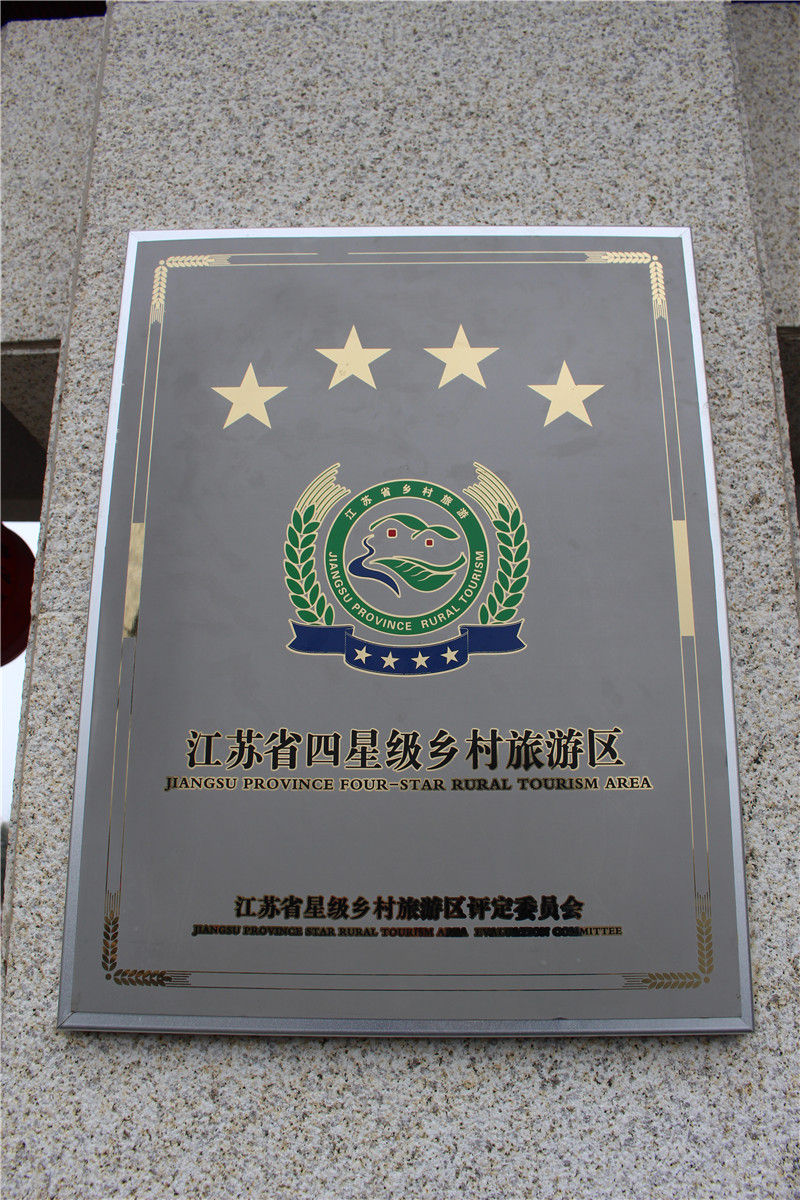 江苏省乡村旅游
JIANGSU PROVINCE RURAL TOURISM
江苏省四星级乡村旅游区
JIANGSU PROVINCE FOUR-STAR RURAL TOURISM AREA
江苏省星级乡村旅游区评定委员会
JIANGSU PROVINCE STAR RURAL TOURISM AREA EVALUATION COMMITTEE